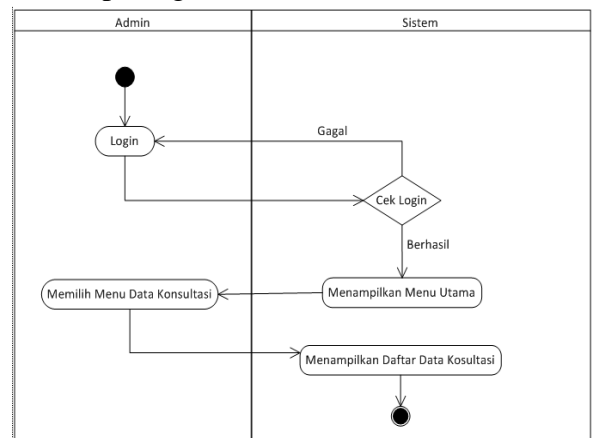 Admin
Sistem
Login
Gagal
Cek Login
Berhasil
Memilih Menu Data Konsultasi
Menampilkan Menu Utama
Menampilkan Daftar Data Kosultasi